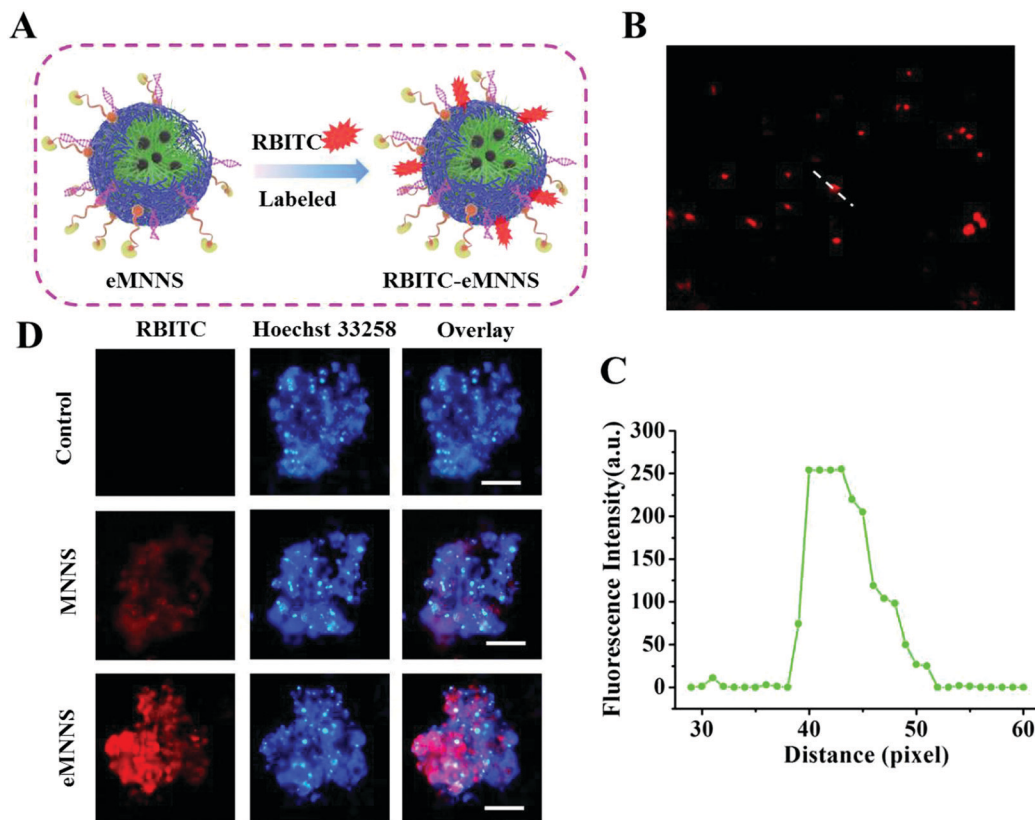 A
RBITC
Labeled
eMNNS
RBITC-eMNNS
B
C
Fluorescence Intensity(a.u.)
300
250
200
150
100
50
0
30
40
50
60
Distance (pixel)
D
RBITC
Hoechst 33258
Overlay
Control
MNNS
eMNNS